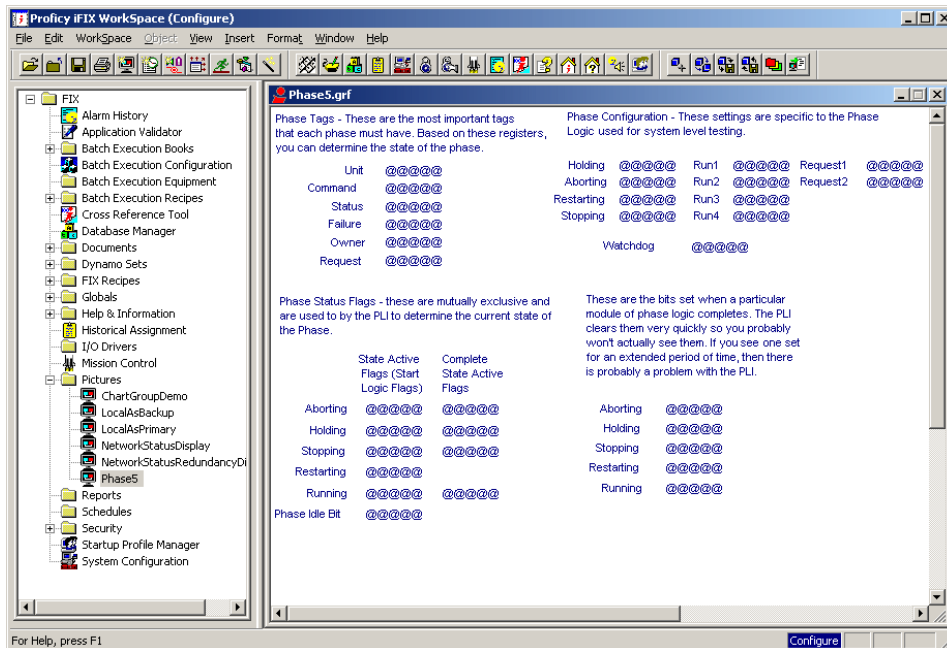 Proficy iFIX WorkSpace (Configure)
File Edit WorkSpace Object View Insert Format Window Help
FIX
Alarm History
Application Validator
Batch Execution Books
Batch Execution Configuration
Batch Execution Equipment
Batch Execution Recipes
Cross Reference Tool
Database Manager
Documents
Dynamo Sets
FIX Recipes
Globals
Help & Information
Historical Assignment
I/O Drivers
Mission Control
Pictures
ChartGroupDemo
LocalAsBackup
LocalAsPrimary
NetworkStatusDisplay
NetworkStatusRedundancyDi
Phase5
Reports
Schedules
Security
Startup Profile Manager
System Configuration
Phase5.grf
Phase Tags - These are the most important tags
that each phase must have. Based on these registers,
you can determine the state of the phase.
Unit @@@@@
Command @@@@@
Status @@@@@
Failure @@@@@
Owner @@@@@
Request @@@@@
Phase Configuration - These settings are specific to the Phase
Logic used for system level testing.
Holding @@@@@ Run1 @@@@@ Request1 @@@@@
Aborting @@@@@ Run2 @@@@@ Request2 @@@@@
Restarting @@@@@ Run3 @@@@@
Stopping @@@@@ Run4 @@@@@
Watchdog @@@@@
Phase Status Flags - these are mutually exclusive and
are used to by the PLI to determine the current state of
the Phase.
State Active Complete
Flags (Start State Active
Logic Flags) Flags
Aborting @@@@@ @@@@@
Holding @@@@@ @@@@@
Stopping @@@@@ @@@@@
Restarting @@@@@
Running @@@@@ @@@@@
Phase Idle Bit @@@@@
These are the bits set when a particular
module of phase logic completes. The PLI
clears them very quickly so you probably
won't actually see them. If you see one set
for an extended period of time, then there
is probably a problem with the PLI.
Aborting @@@@@
Holding @@@@@
Stopping @@@@@
Restarting @@@@@
Running @@@@@
For Help, press F1
Configure